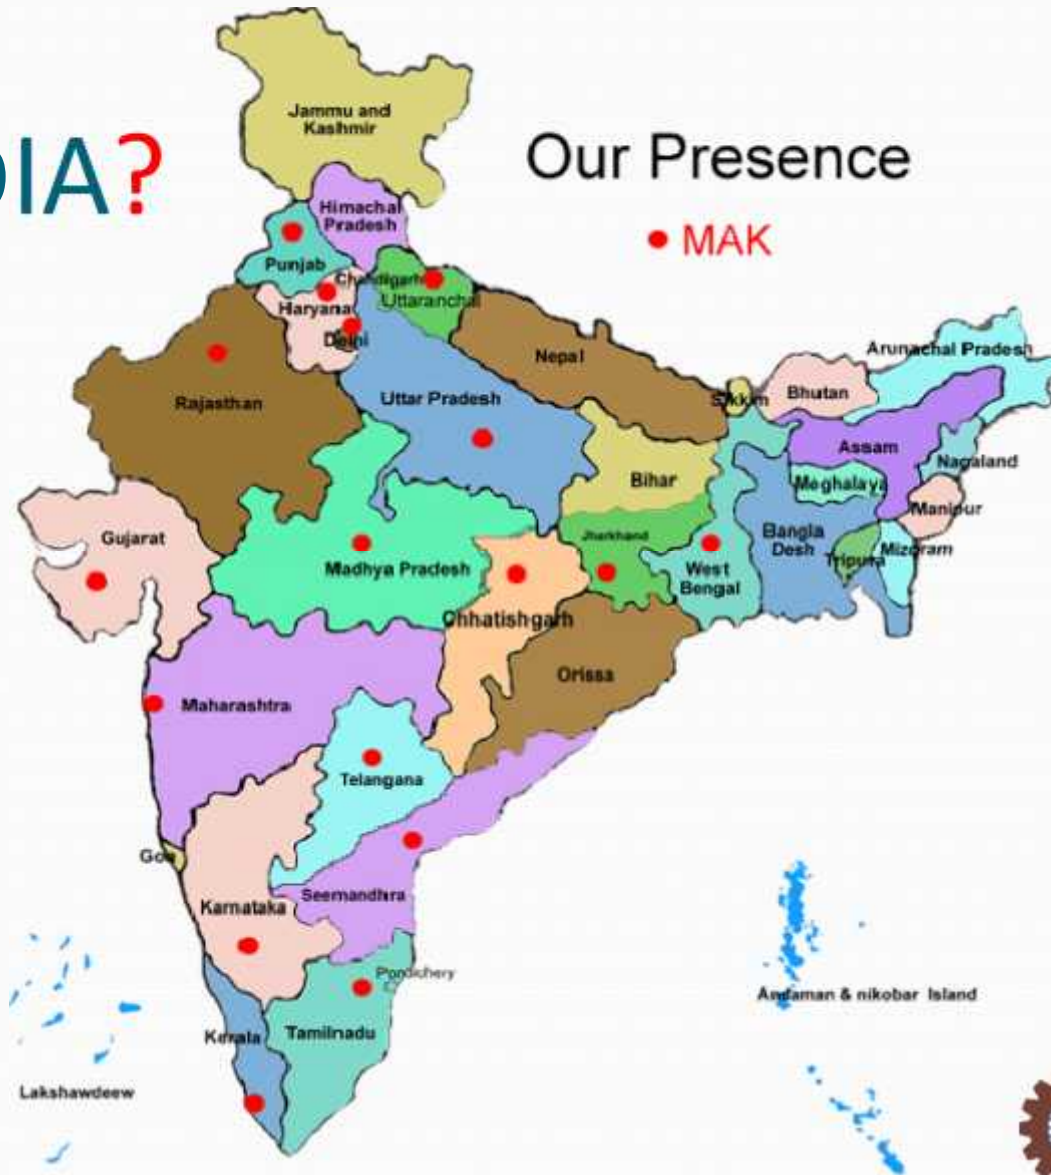 DIA?
Our Presence
MAK
Jammu and
Kashmir
Himachal
Pradesh
Punjab
Chandigarh
Uttaranchal
Haryana
Delhi
Rajasthan
Uttar Pradesh
Nepal
Sikkim
Bhutan
Arunachal Pradesh
Assam
Nagaland
Meghalaya
Manipur
Bihar
Jharkhand
West
Bengal
Bangla
Desh
Tripura
Mizoram
Gujarat
Madhya Pradesh
Chhatishgarh
Orissa
Maharashtra
Telangana
Goa
Seemandhra
Karnataka
Pondichery
Kerala
Tamilnadu
Andaman & nikobar Island
Lakshawdeew